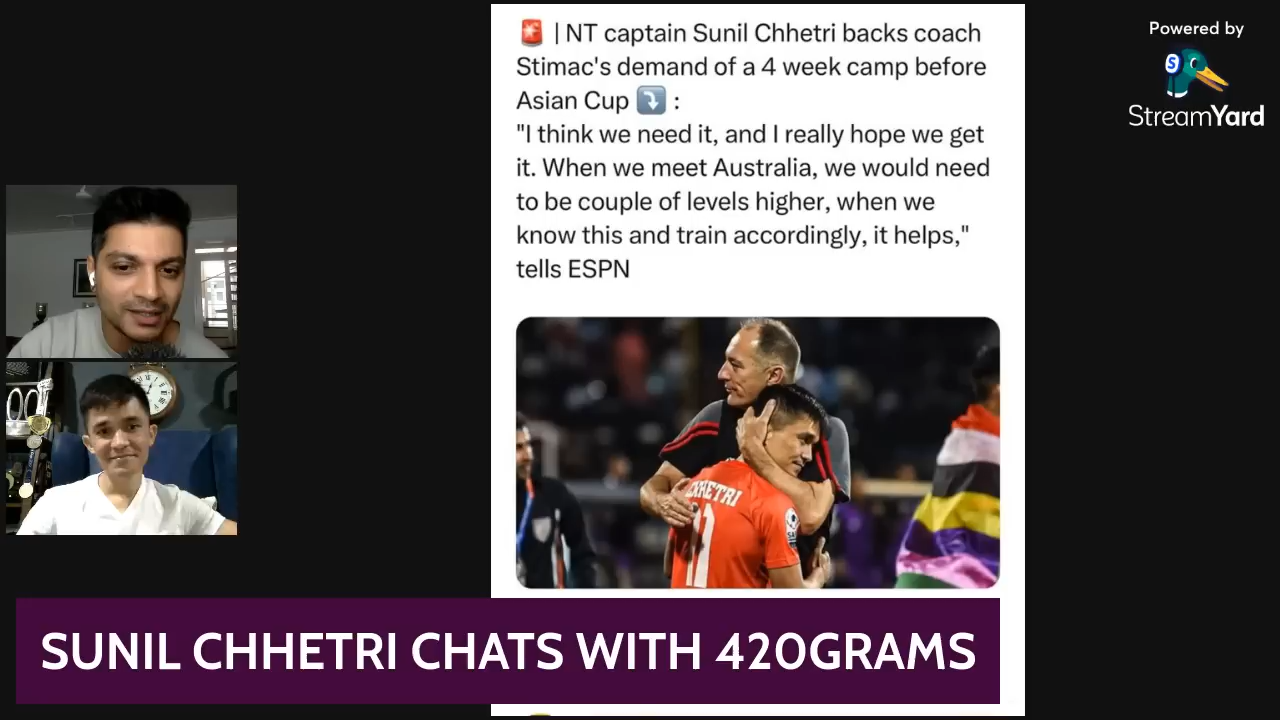 🚨 | NT captain Sunil Chhetri backs coach
Stimac's demand of a 4 week camp before
Asian Cup ⤵️ :
"I think we need it, and I really hope we get
it. When we meet Australia, we would need
to be couple of levels higher, when we
know this and train accordingly, it helps,"
tells ESPN
Powered by
S
StreamYard
00
CHHETRI
11
SUNIL CHHETRI CHATS WITH 420GRAMS